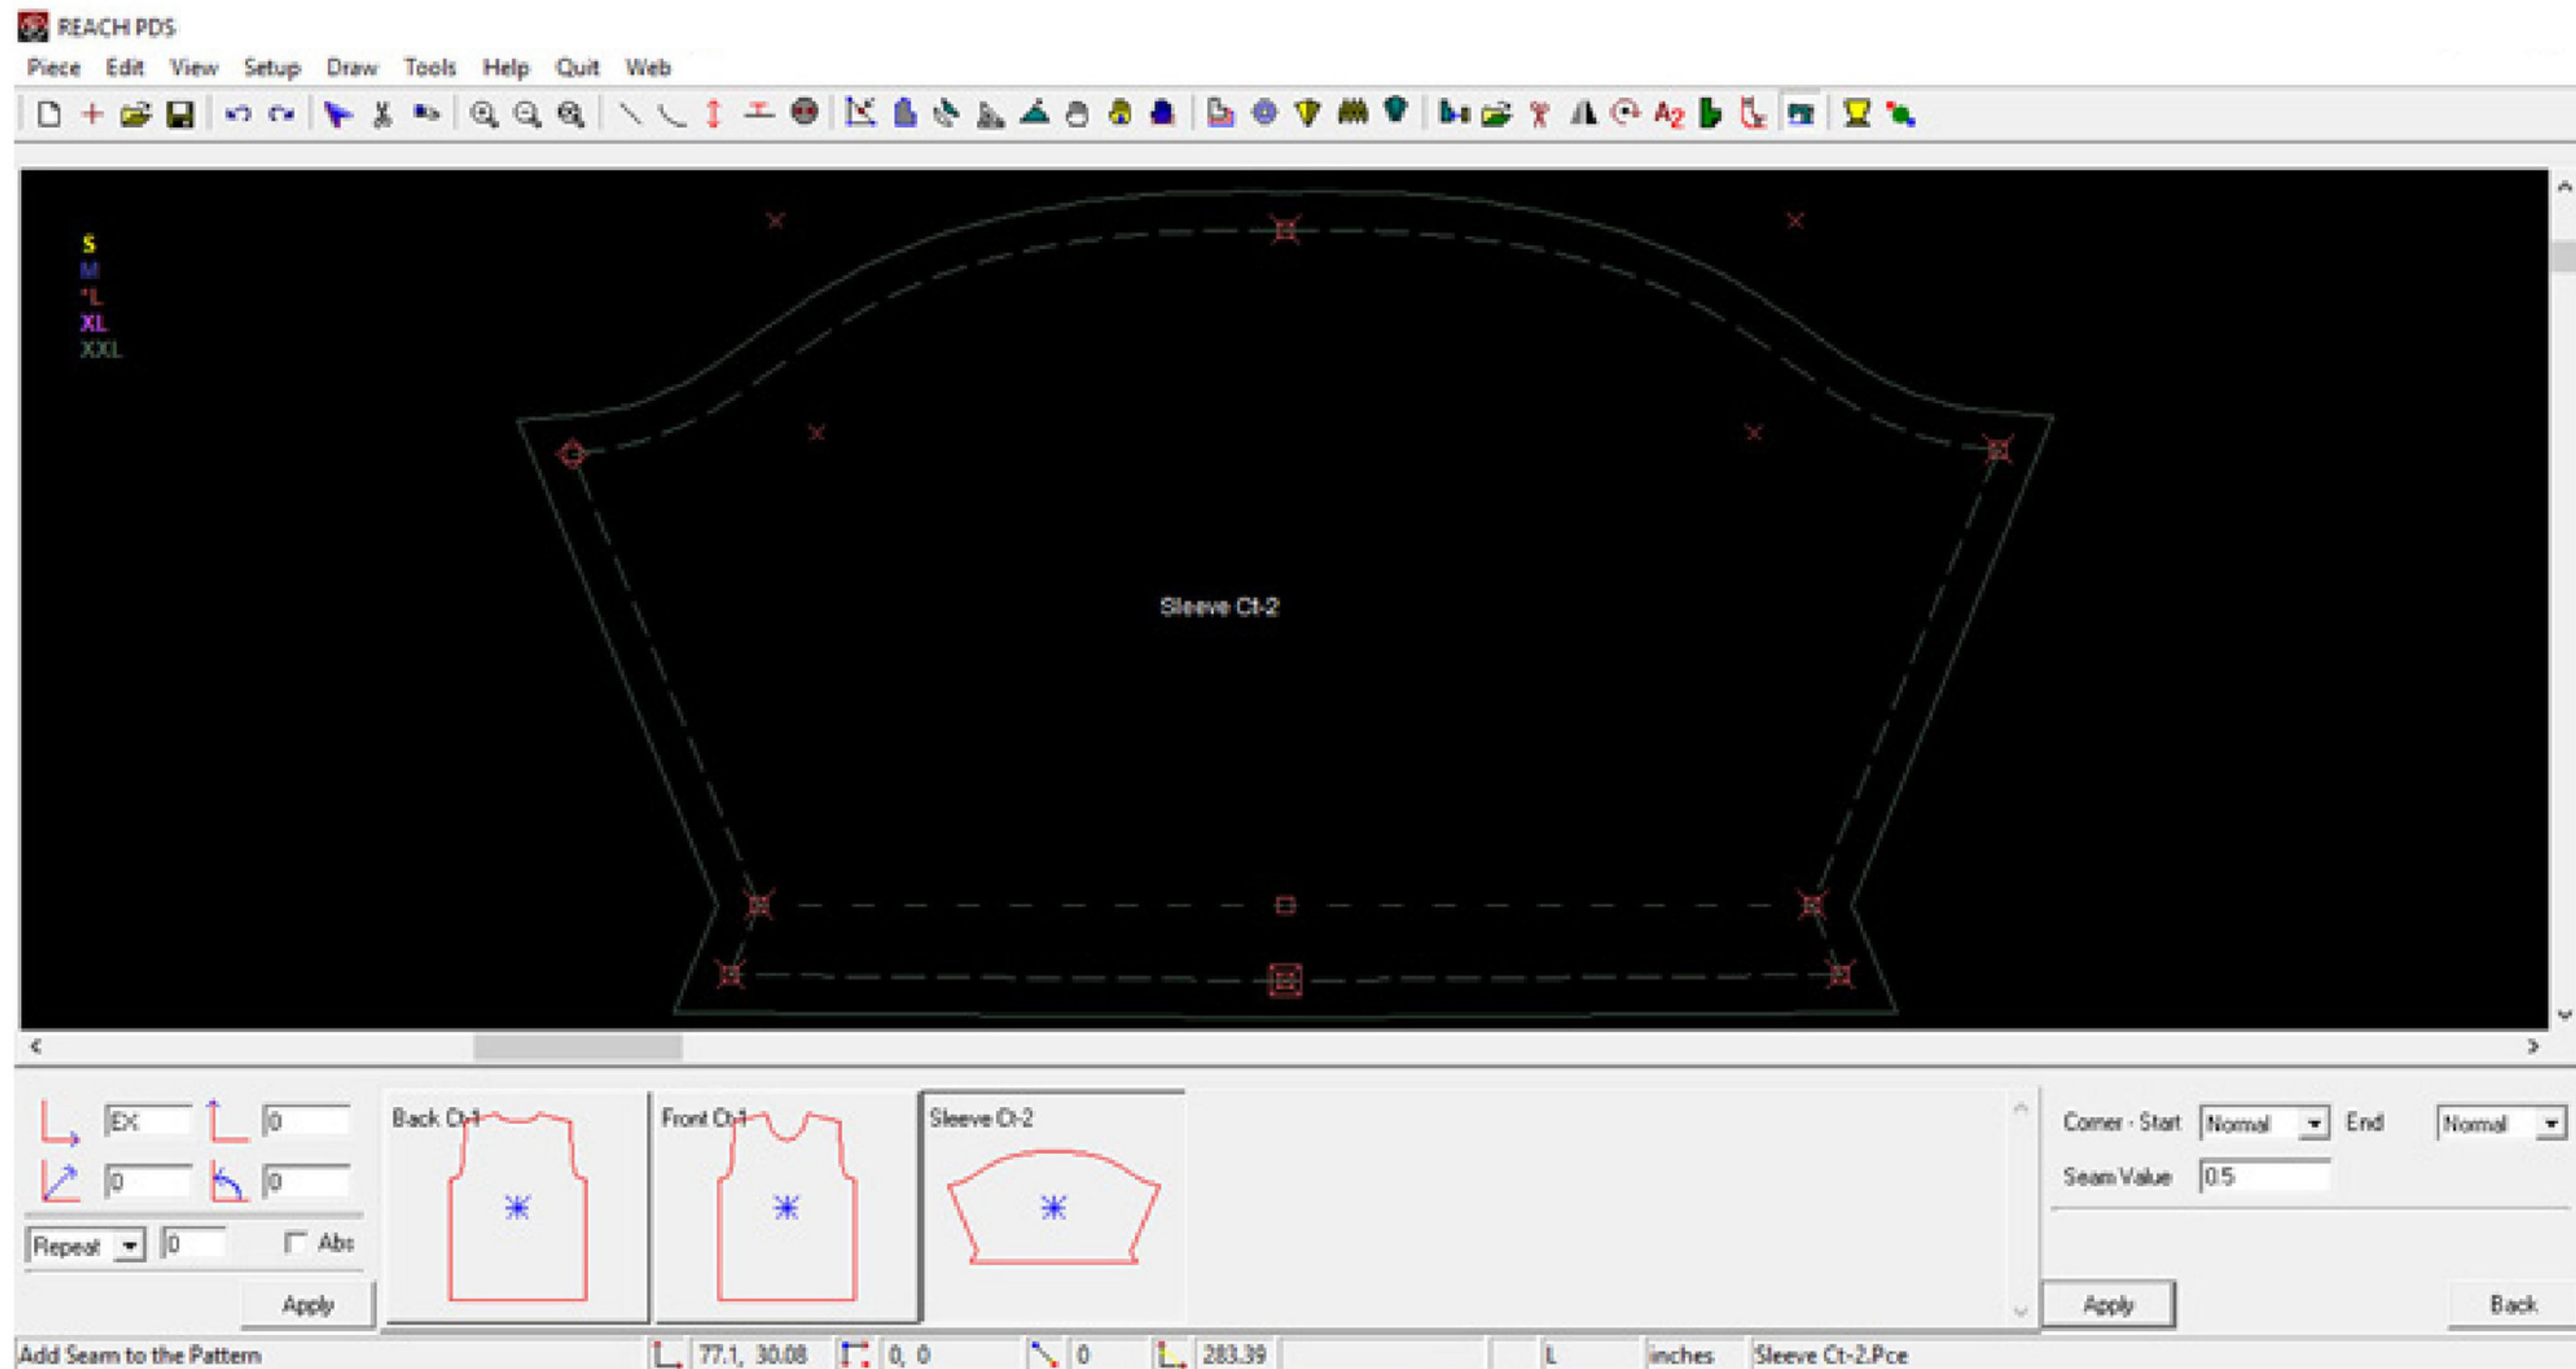 REACH PDS
Piece Edit View Setup Draw Tools Help Quit Web
A2
S
M
*L
XL
XXL
Sleeve Ct-2
EX 0
0 0
Repeat 0 Abs
Apply
Back Ct-1 Front Ct-1 Sleeve Ct-2
Corner - Start Normal End Normal
Seam Value 0.5
Apply Back
Add Seam to the Pattern 77.1, 30.08 0, 0 0 283.39 L inches Sleeve Ct-2.Pce